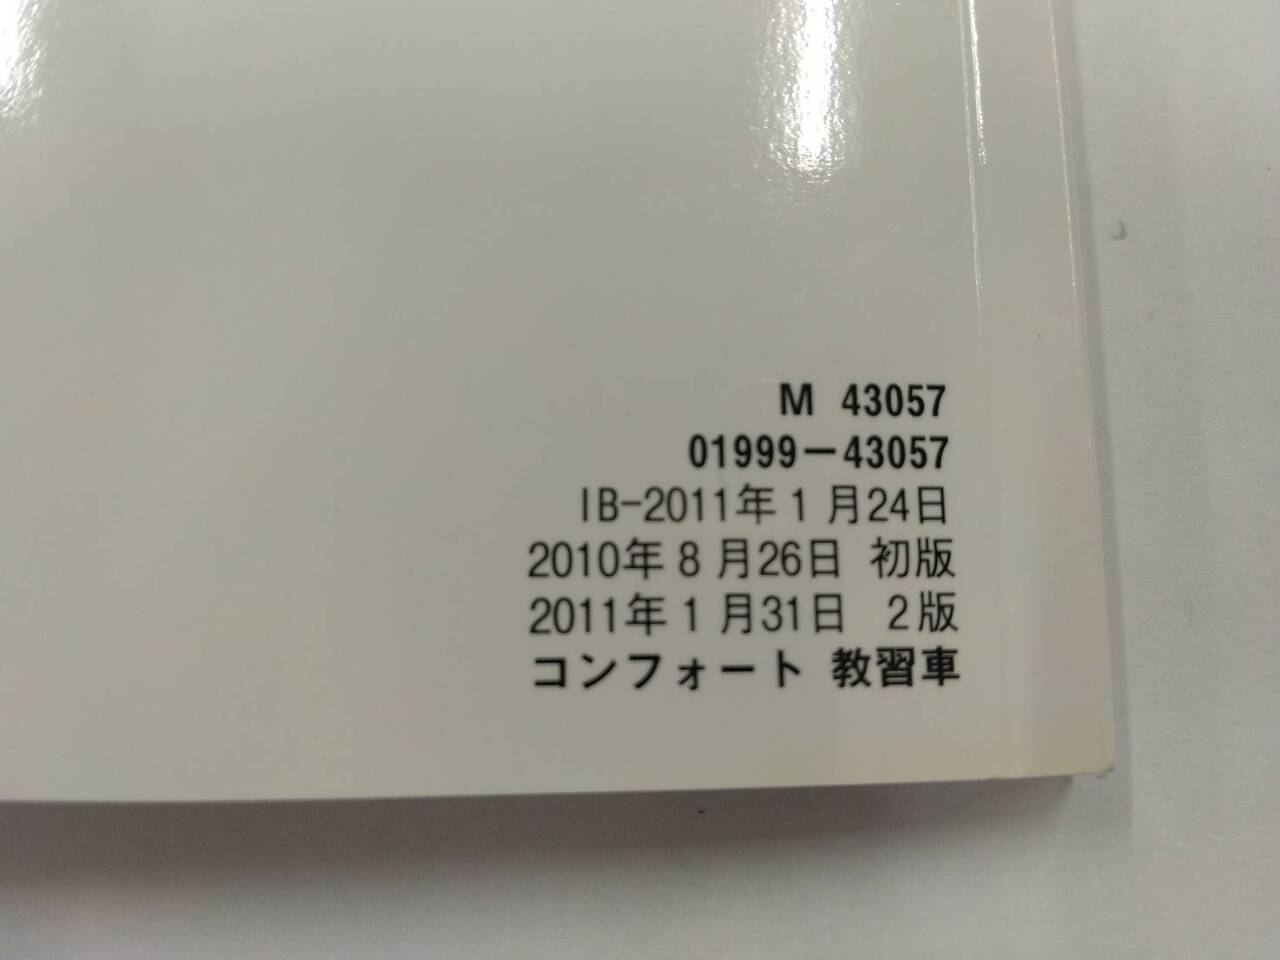 M 43057
01999-43057
IB-2011年1月24日
2010年8月26日 初版
2011年1月31日 2版
コンフォート 教習車